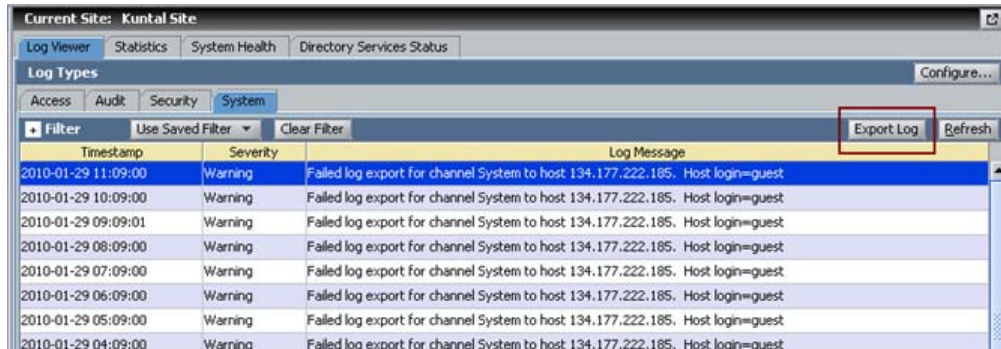 Current Site: Kuntal Site
Log Viewer Statistics System Health Directory Services Status
Log Types Configure...
Access Audit Security System
+ Filter Use Saved Filter Clear Filter Export Log Refresh
Timestamp Severity Log Message
2010-01-29 11:09:00 Warning Failed log export for channel System to host 134.177.222.185. Host login=guest
2010-01-29 10:09:00 Warning Failed log export for channel System to host 134.177.222.185. Host login=guest
2010-01-29 09:09:01 Warning Failed log export for channel System to host 134.177.222.185. Host login=guest
2010-01-29 08:09:00 Warning Failed log export for channel System to host 134.177.222.185. Host login=guest
2010-01-29 07:09:00 Warning Failed log export for channel System to host 134.177.222.185. Host login=guest
2010-01-29 06:09:00 Warning Failed log export for channel System to host 134.177.222.185. Host login=guest
2010-01-29 05:09:00 Warning Failed log export for channel System to host 134.177.222.185. Host login=guest
2010-01-29 04:09:00 Warning Failed log export for channel System to host 134.177.222.185. Host login=guest